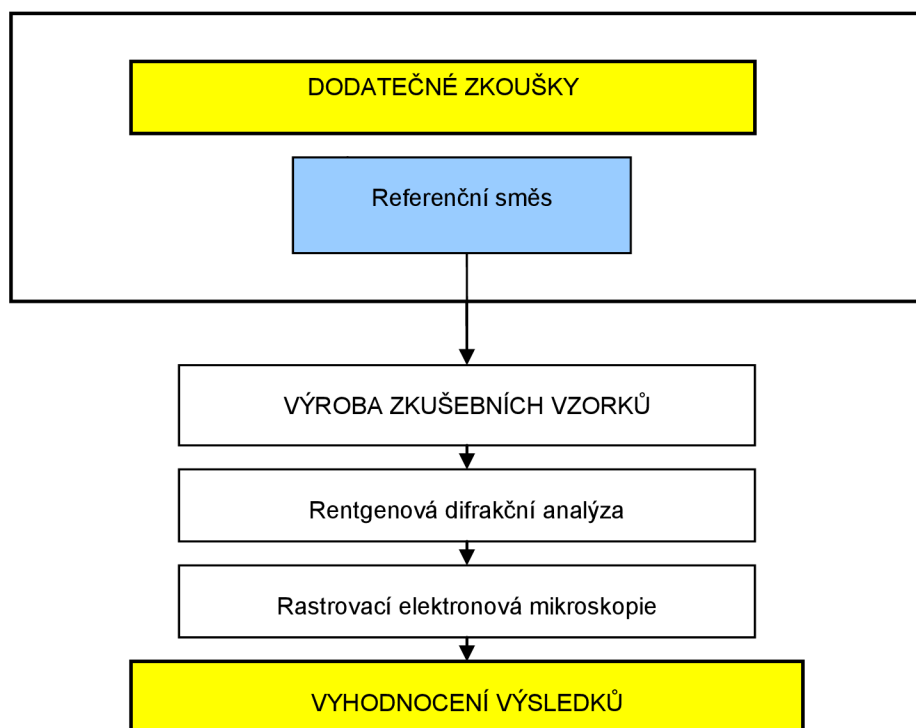 DODATEČNÉ ZKOUŠKY
Referenční směs
VÝROBA ZKUŠEBNÍCH VZORKŮ
Rentgenová difrakční analýza
Rastrovací elektronová mikroskopie
VYHODNOCENÍ VÝSLEDKŮ